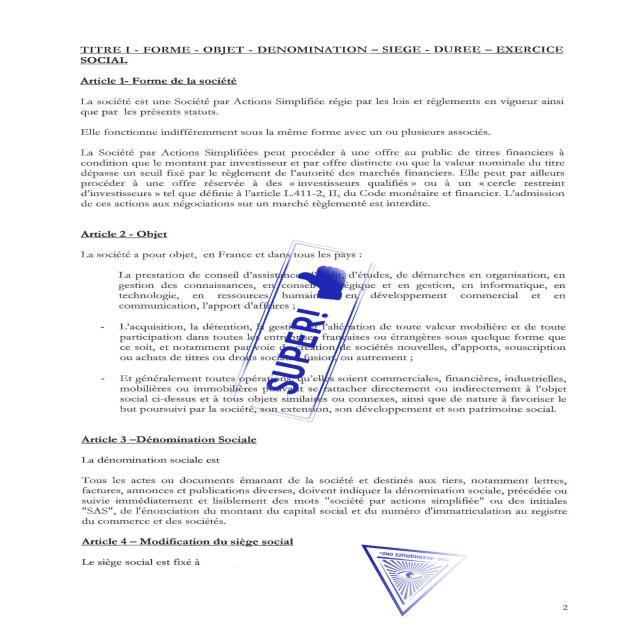 TITRE I - FORME - OBJET - DENOMINATION – SIEGE - DUREE – EXERCICE
SOCIAL
Article 1- Forme de la société
La société est une Société par Actions Simplifiée régie par les lois et règlements en vigueur ainsi
que par les présents statuts.
Elle fonctionne indifféremment sous la même forme avec un ou plusieurs associés.
La Société par Actions Simplifiées peut procéder à une offre au public de titres financiers à
condition que le montant par investisseur et par offre distincte ou que la valeur nominale du titre
dépasse un seuil fixé par le règlement de l'autorité des marchés financiers. Elle peut par ailleurs
procéder à une offre réservée à des « investisseurs qualifiés » ou à un « cercle restreint
d'investisseurs » tel que définie à l'article L.411-2, II, du Code monétaire et financier. L'admission
de ces actions aux négociations sur un marché règlementé est interdite.
Article 2 - Objet
La société a pour objet, en France et dans tous les pays :
La prestation de conseil d'assistance, d'études, de démarches en organisation, en
gestion des connaissances, en conseil en gestion, en informatique, en
technologie, en ressources humaines en développement commercial et en
communication, l'apport d'affaires ;
- L'acquisition, la détention, la gestion et l'aliénation de toute valeur mobilière et de toute
participation dans toutes les entreprises françaises ou étrangères sous quelque forme que
ce soit, et notamment par voie de création de sociétés nouvelles, d'apports, souscription
ou achats de titres ou droits sociaux, fusion, ou autrement ;
- Et généralement toutes opérations, qu'elles soient commerciales, financières, industrielles,
mobilières ou immobilières pouvant se rattacher directement ou indirectement à l'objet
social ci-dessus et à tous objets similaires ou connexes, ainsi que de nature à favoriser le
but poursuivi par la société, son extension, son développement et son patrimoine social.
SUPER!
Article 3 –Dénomination Sociale
La dénomination sociale est
Tous les actes ou documents émanant de la société et destinés aux tiers, notamment lettres,
factures, annonces et publications diverses, doivent indiquer la dénomination sociale, précédée ou
suivie immédiatement et lisiblement des mots "société par actions simplifiée" ou des initiales
"SAS", de l'énonciation du montant du capital social et du numéro d'immatriculation au registre
du commerce et des sociétés.
Article 4 – Modification du siège social
Le siège social est fixé à
2